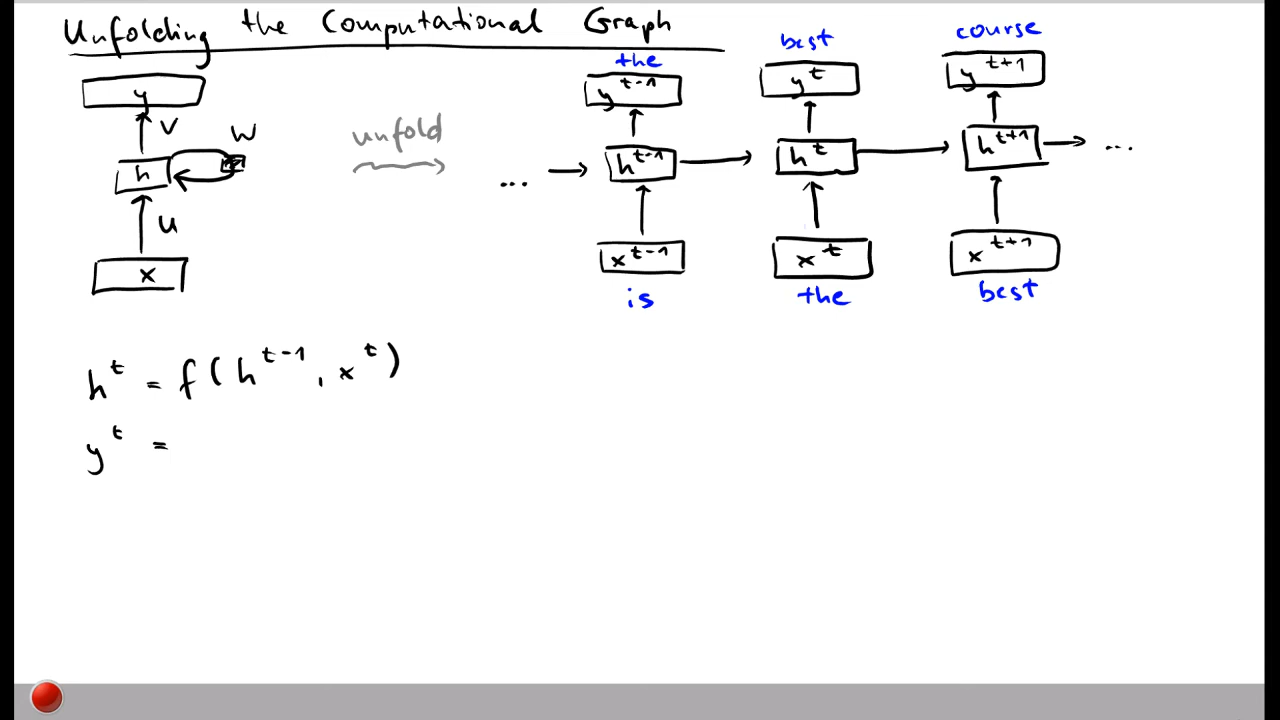 Unfolding the Computational Graph
y
V
h
W
U
x
unfold
the best course
y^{t-1} y^t y^{t+1}
... h^{t-1} h^t h^{t+1} ...
x^{t-1} x^t x^{t+1}
is the best
h^t = f(h^{t-1}, x^t)
y^t =